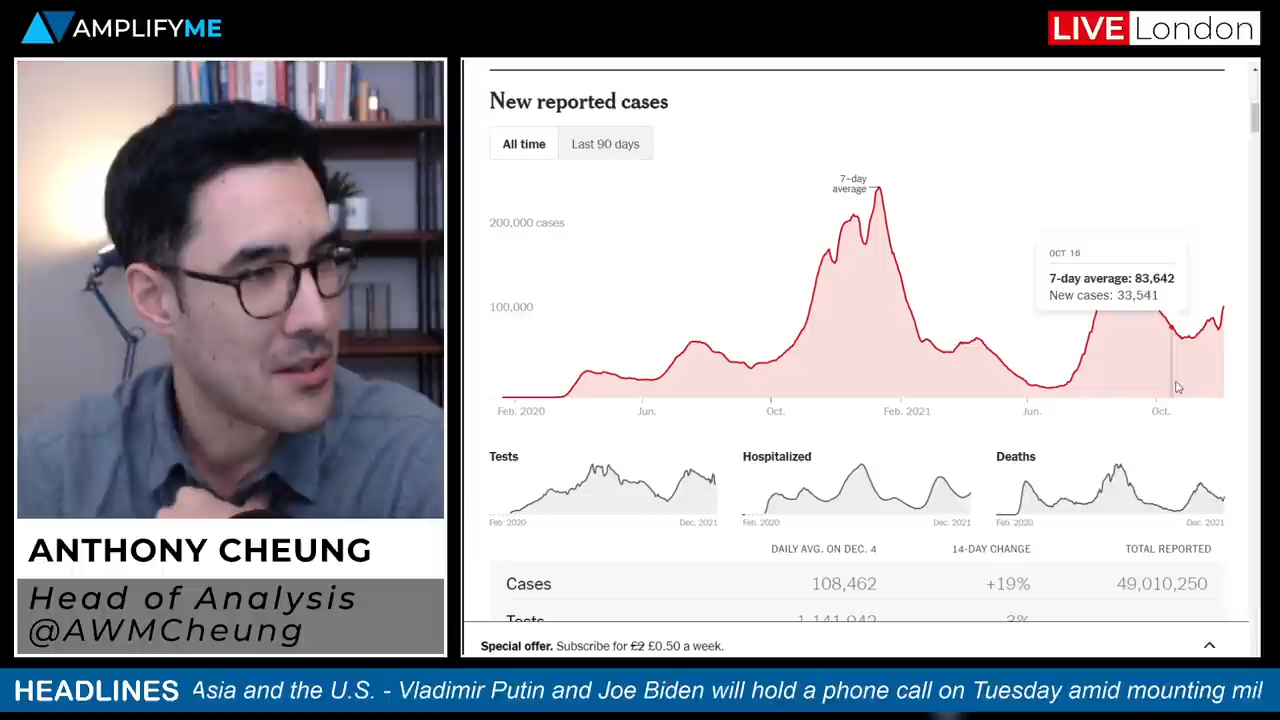 AMPLIFYME
LIVE London
New reported cases
All time
Last 90 days
7–day
average
200,000 cases
100,000
OCT 18
7-day average: 83,642
New cases: 33,541
Feb. 2020
Jun.
Oct.
Feb. 2021
Jun.
Oct.
Tests
Hospitalized
Deaths
Feb. 2020
Dec. 2021
Feb. 2020
Dec. 2021
Feb. 2020
Dec. 2021
DAILY AVG. ON DEC. 4
14-DAY CHANGE
TOTAL REPORTED
Cases
108,462
+19%
49,010,250
Tests
1,141,942
Special offer. Subscribe for £2 £0.50 a week.
ANTHONY CHEUNG
Head of Analysis
@AWMCheung
HEADLINES Asia and the U.S. - Vladimir Putin and Joe Biden will hold a phone call on Tuesday amid mounting mil